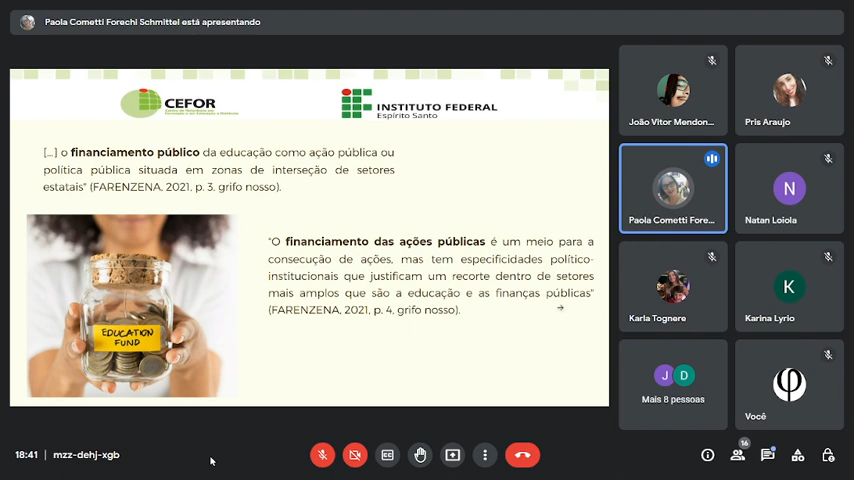 Paola Cometti Forechi Schmittel está apresentando
CEFOR
INSTITUTO FEDERAL
Espírito Santo
[...] o financiamento público da educação como ação pública ou
política pública situada em zonas de interseção de setores
estatais" (FARENZENA, 2021, p. 3, grifo nosso).
"O financiamento das ações públicas é um meio para a
consecução de ações, mas tem especificidades político-
institucionais que justificam um recorte dentro de setores
mais amplos que são a educação e as finanças públicas"
(FARENZENA, 2021, p. 4, grifo nosso).
EDUCATION
FUND
João Vitor Mendon...
Pris Araujo
Paola Cometti Fore...
N
Natan Loiola
Karla Tognere
K
Karina Lyrio
J
D
Mais 8 pessoas
φ
Você
18:41 | mzz-dehj-xgb
16